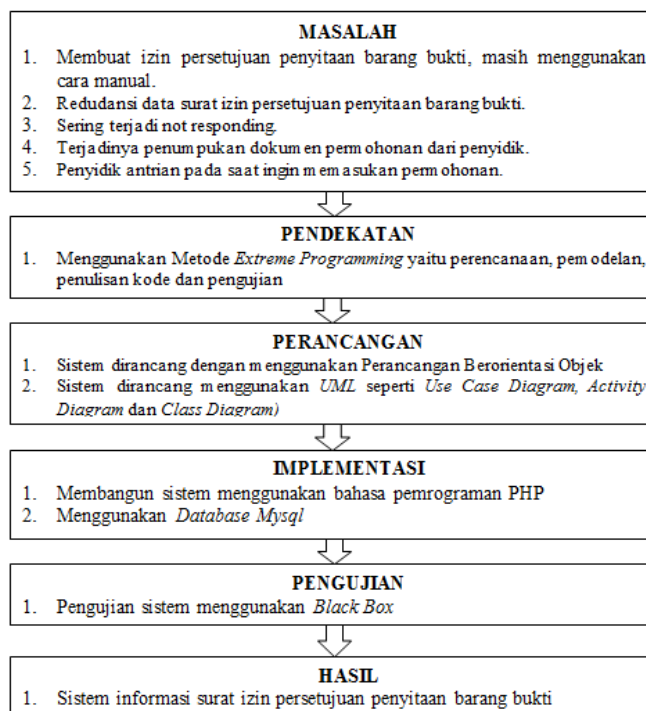 MASALAH
1. Membuat izin persetujuan penyitaan barang bukti, masih menggunakan
cara manual.
2. Redudansi data surat izin persetujuan penyitaan barang bukti.
3. Sering terjadi not responding.
4. Terjadinya penumpukan dokumen permohonan dari penyidik.
5. Penyidik antrian pada saat ingin memasukan permohonan.
PENDEKATAN
1. Menggunakan Metode Extreme Programming yaitu perencanaan, pemodelan,
penulisan kode dan pengujian
PERANCANGAN
1. Sistem dirancang dengan menggunakan Perancangan Berorientasi Objek
2. Sistem dirancang menggunakan UML seperti Use Case Diagram, Activity
Diagram dan Class Diagram)
IMPLEMENTASI
1. Membangun sistem menggunakan bahasa pemrograman PHP
2. Menggunakan Database Mysql
PENGUJIAN
1. Pengujian sistem menggunakan Black Box
HASIL
1. Sistem informasi surat izin persetujuan penyitaan barang bukti